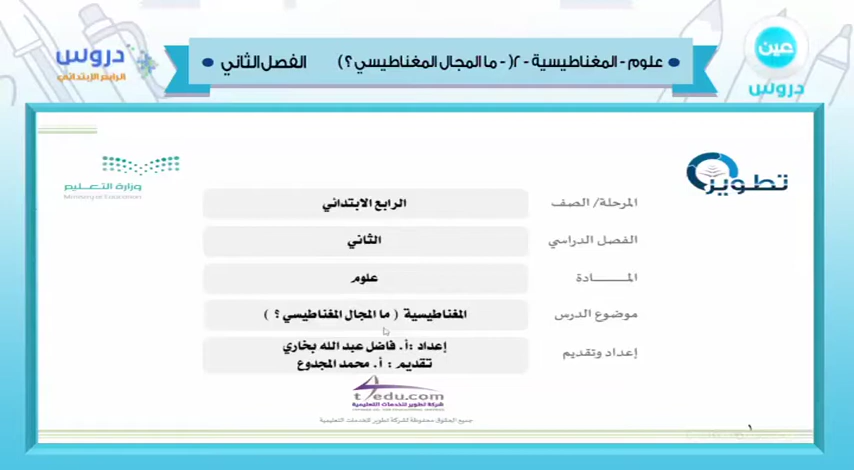 عين
دروس
علوم - المغناطيسية - ٢( - ما المجال المغناطيسي ؟)
الفصل الثاني
دروس
الرابع الإبتدائي
تطوير
وزارة التعليم
Ministry of Education
المرحلة/ الصف
الرابع الابتدائي
الفصل الدراسي
الثاني
المـــــادة
علوم
موضوع الدرس
المغناطيسية ( ما المجال المغناطيسي ؟ )
إعداد وتقديم
إعداد :أ. فاضل عبد الله بخاري
تقديم : أ. محمد المجدوع
t4edu.com
شركة تطوير للخدمات التعليمية
جميع الحقوق محفوظة لشركة تطوير للخدمات التعليمية
١